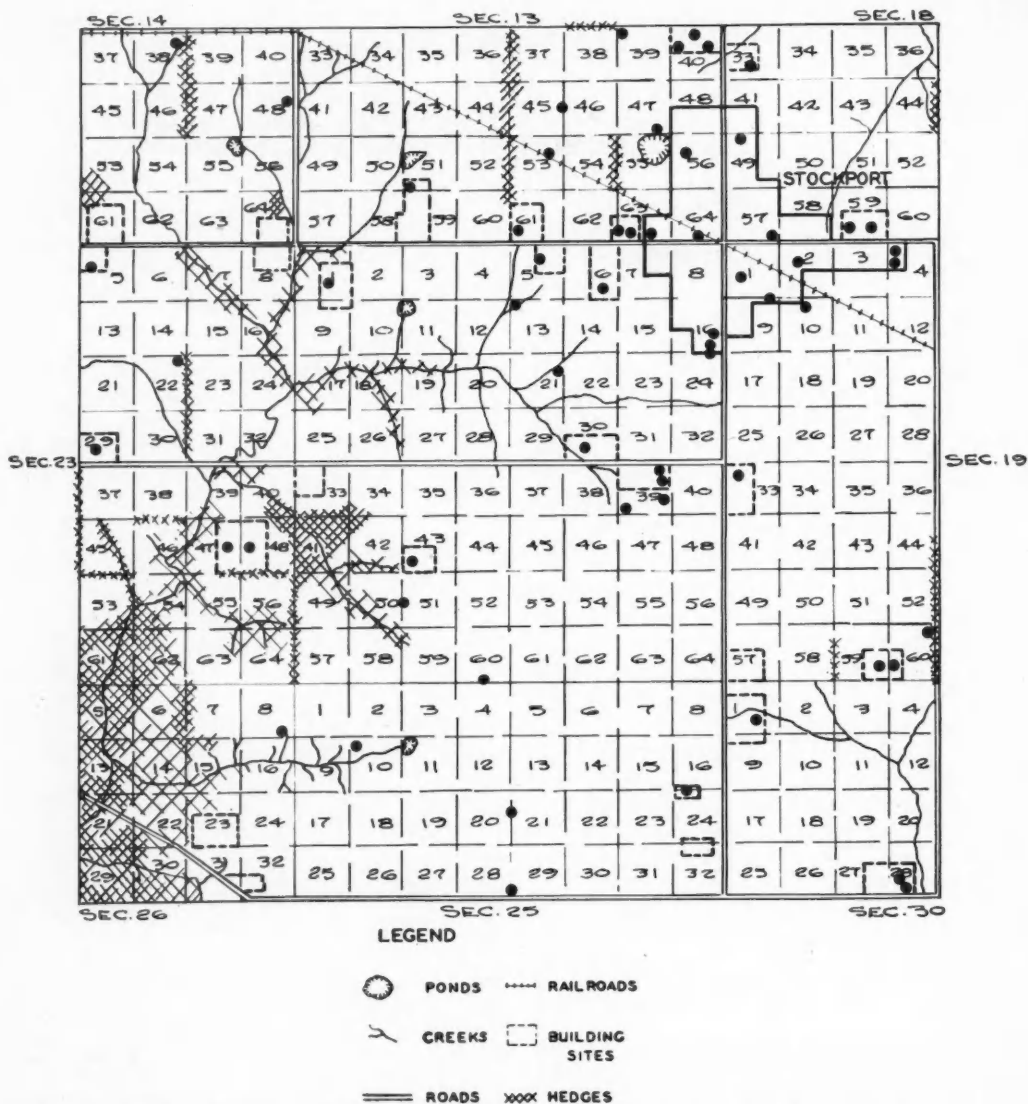 SEC. 14 SEC. 13 SEC. 18
37 38 39 40 33 34 35 36 37 38 39 40 33 34 35 36
45 46 47 48 41 42 43 44 45 46 47 48 41 42 43 44
53 54 55 56 49 50 51 52 53 54 55 56 49 50 51 52
STOCKPORT
61 62 63 64 57 58 59 60 61 62 63 64 57 58 59 60
5 6 7 8 1 2 3 4 5 6 7 8 1 2 3 4
13 14 15 16 9 10 11 12 13 14 15 16 9 10 11 12
21 22 23 24 17 18 19 20 21 22 23 24 17 18 19 20
29 30 31 32 25 26 27 28 29 30 31 32 25 26 27 28
SEC. 23 SEC. 19
37 38 39 40 33 34 35 36 37 38 39 40 33 34 35 36
45 46 47 48 41 42 43 44 45 46 47 48 41 42 43 44
53 54 55 56 49 50 51 52 53 54 55 56 49 50 51 52
61 62 63 64 57 58 59 60 61 62 63 64 57 58 59 60
5 6 7 8 1 2 3 4 5 6 7 8 1 2 3 4
13 14 15 16 9 10 11 12 13 14 15 16 9 10 11 12
21 22 23 24 17 18 19 20 21 22 23 24 17 18 19 20
29 30 31 32 25 26 27 28 29 30 31 32 25 26 27 28
SEC. 26 SEC. 25 SEC. 30
LEGEND
PONDS RAILROADS
CREEKS BUILDING
SITES
ROADS HEDGES